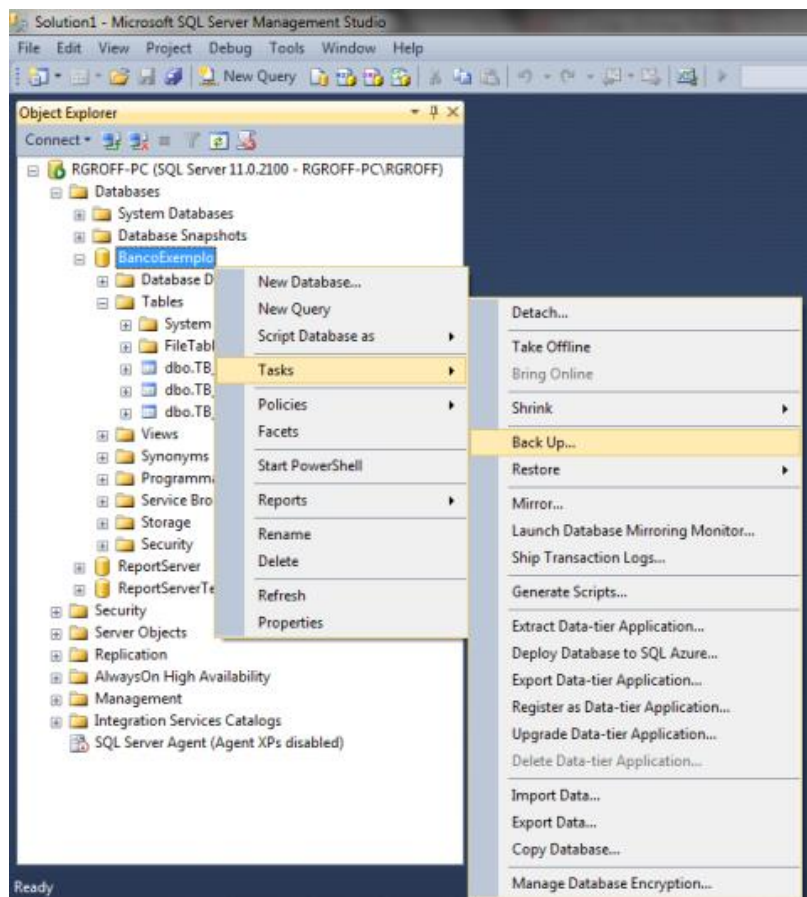 Solution1 - Microsoft SQL Server Management Studio
File Edit View Project Debug Tools Window Help
New Query
Object Explorer
Connect
RGROFF-PC (SQL Server 11.0.2100 - RGROFF-PC\RGROFF)
Databases
System Databases
Database Snapshots
BancoExemplo
Database D
Tables
System
FileTabl
dbo.TB_
dbo.TB_
dbo.TB_
Views
Synonyms
Programma
Service Bro
Storage
Security
ReportServer
ReportServerTe
Security
Server Objects
Replication
AlwaysOn High Availability
Management
Integration Services Catalogs
SQL Server Agent (Agent XPs disabled)
New Database...
New Query
Script Database as
Tasks
Policies
Facets
Start PowerShell
Reports
Rename
Delete
Refresh
Properties
Detach...
Take Offline
Bring Online
Shrink
Back Up...
Restore
Mirror...
Launch Database Mirroring Monitor...
Ship Transaction Logs...
Generate Scripts...
Extract Data-tier Application...
Deploy Database to SQL Azure...
Export Data-tier Application...
Register as Data-tier Application...
Upgrade Data-tier Application...
Delete Data-tier Application...
Import Data...
Export Data...
Copy Database...
Manage Database Encryption...
Ready